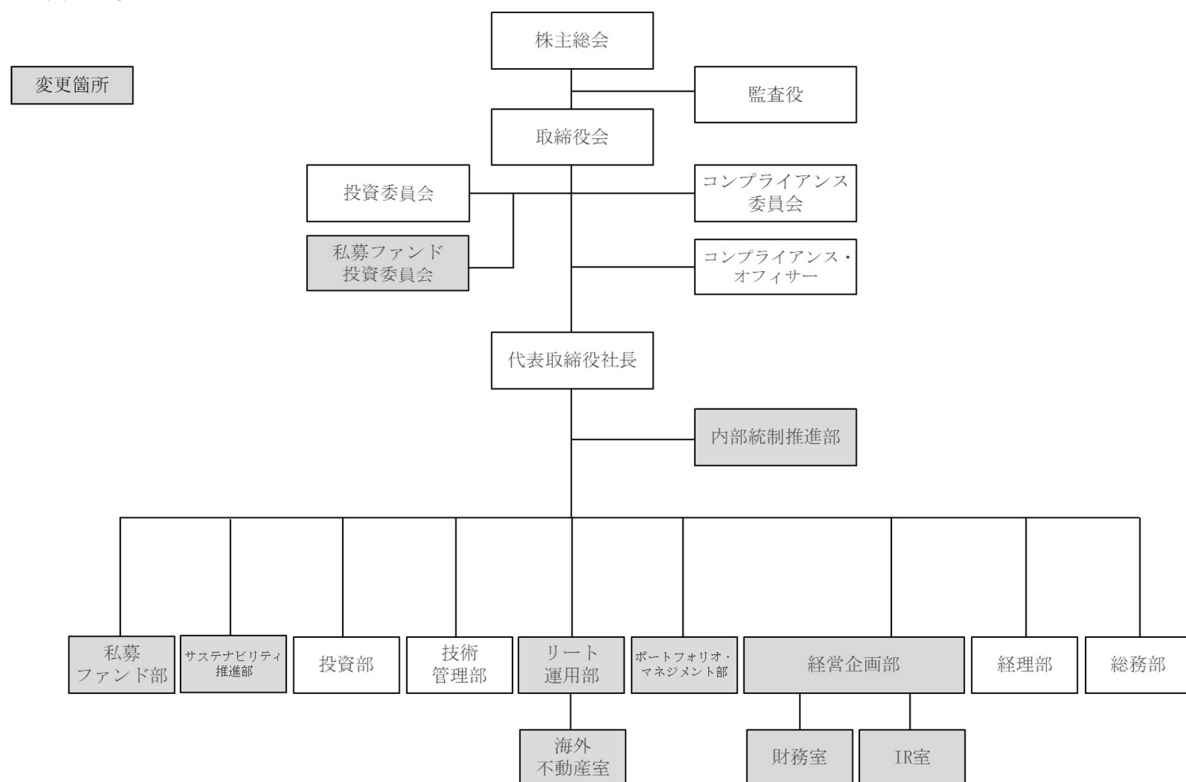 株主総会
変更箇所
監査役
取締役会
投資委員会
コンプライアンス
委員会
私募ファンド
投資委員会
コンプライアンス・
オフィサー
代表取締役社長
内部統制推進部
私募
ファンド部
サステナビリティ
推進部
投資部
技術
管理部
リート
運用部
ポートフォリオ・
マネジメント部
経営企画部
経理部
総務部
海外
不動産室
財務室
IR室